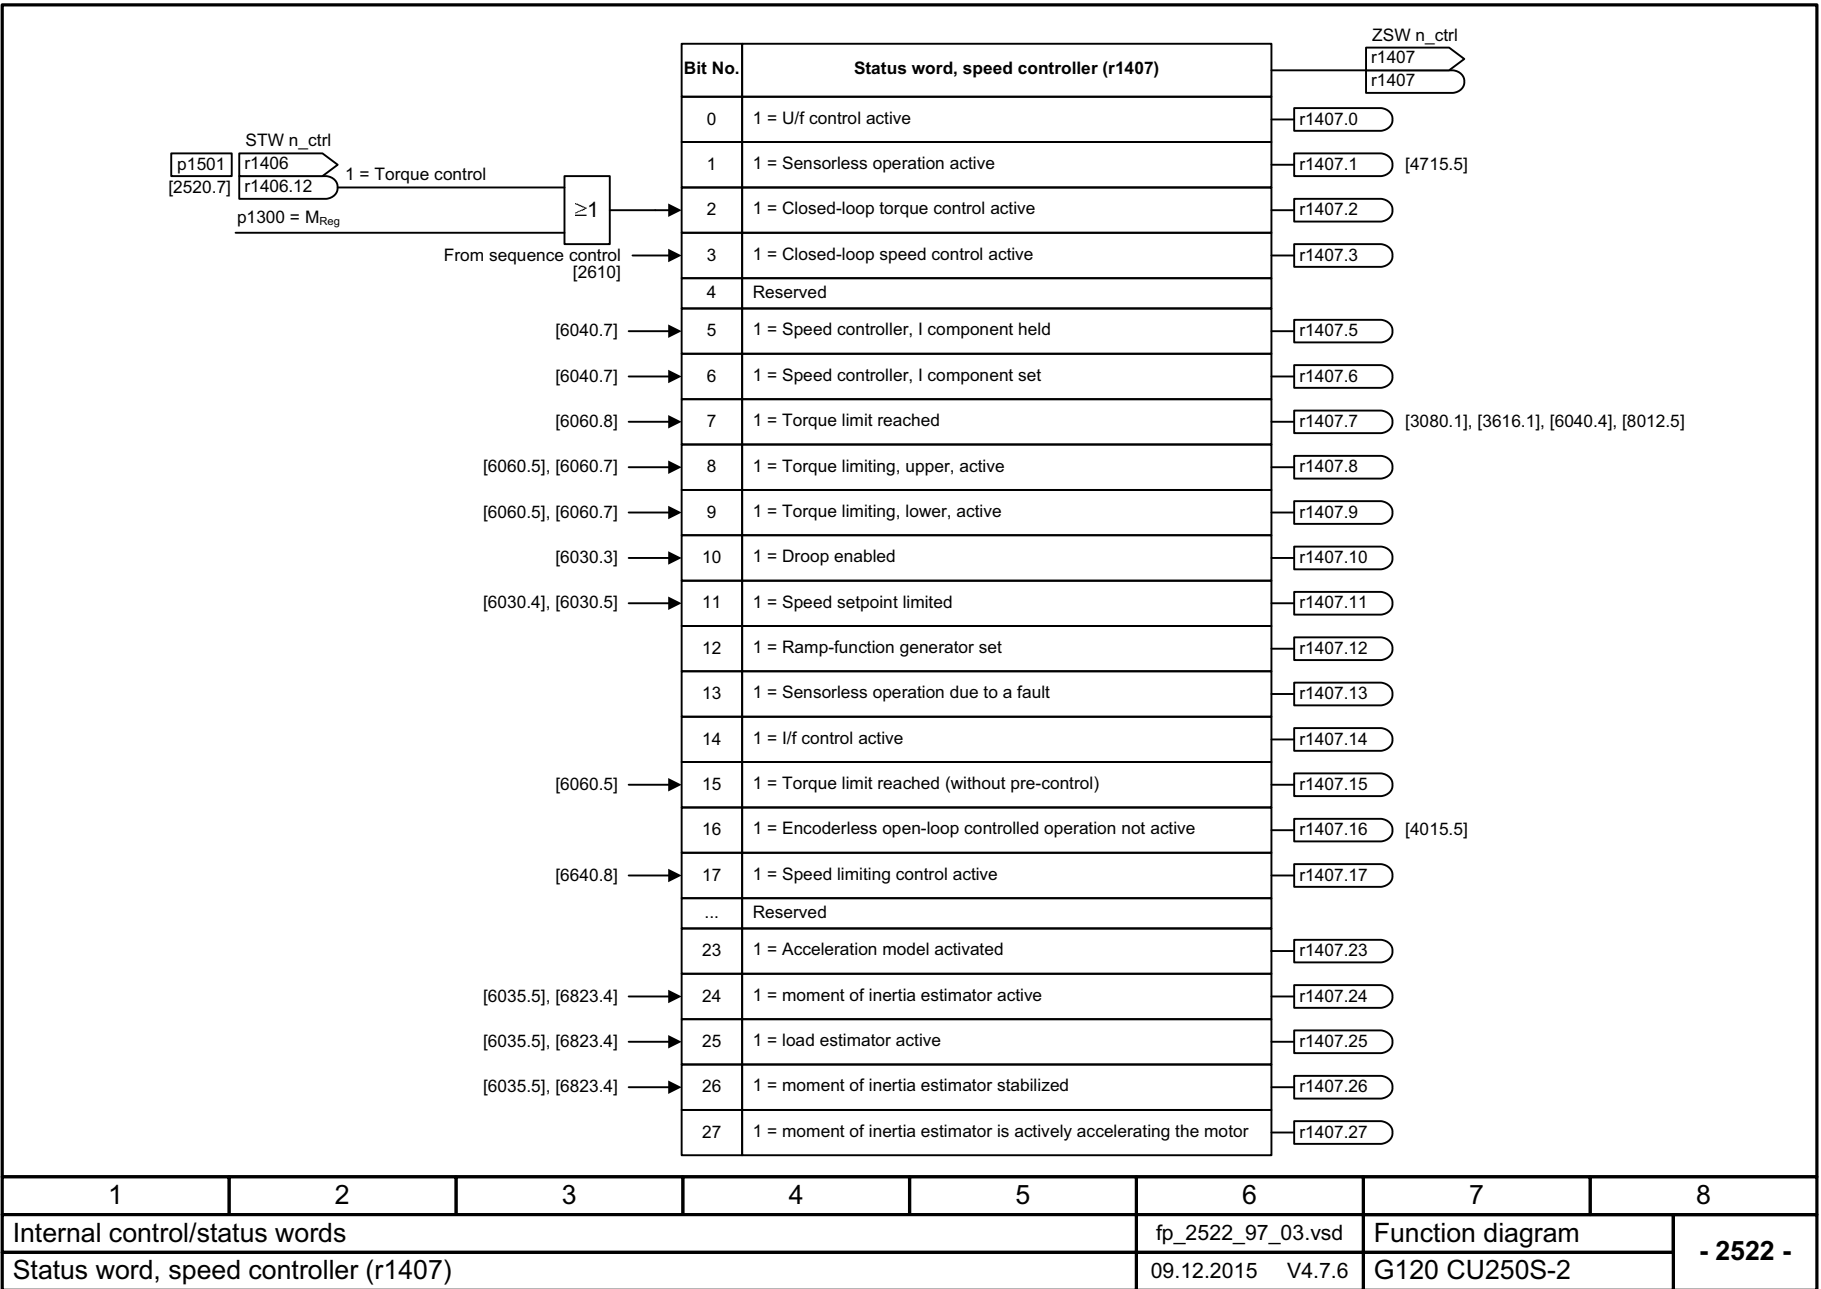 ZSW n_ctrl
r1407
r1407
Bit No. Status word, speed controller (r1407)
0 1 = U/f control active r1407.0
STW n_ctrl
p1501 r1406
[2520.7] r1406.12 1 = Torque control
p1300 = MReg
≥1
1 1 = Sensorless operation active r1407.1 [4715.5]
2 1 = Closed-loop torque control active r1407.2
From sequence control
[2610]
3 1 = Closed-loop speed control active r1407.3
4 Reserved
[6040.7] 5 1 = Speed controller, I component held r1407.5
[6040.7] 6 1 = Speed controller, I component set r1407.6
[6060.8] 7 1 = Torque limit reached r1407.7 [3080.1], [3616.1], [6040.4], [8012.5]
[6060.5], [6060.7] 8 1 = Torque limiting, upper, active r1407.8
[6060.5], [6060.7] 9 1 = Torque limiting, lower, active r1407.9
[6030.3] 10 1 = Droop enabled r1407.10
[6030.4], [6030.5] 11 1 = Speed setpoint limited r1407.11
12 1 = Ramp-function generator set r1407.12
13 1 = Sensorless operation due to a fault r1407.13
14 1 = I/f control active r1407.14
[6060.5] 15 1 = Torque limit reached (without pre-control) r1407.15
16 1 = Encoderless open-loop controlled operation not active r1407.16 [4015.5]
[6640.8] 17 1 = Speed limiting control active r1407.17
... Reserved
23 1 = Acceleration model activated r1407.23
[6035.5], [6823.4] 24 1 = moment of inertia estimator active r1407.24
[6035.5], [6823.4] 25 1 = load estimator active r1407.25
[6035.5], [6823.4] 26 1 = moment of inertia estimator stabilized r1407.26
27 1 = moment of inertia estimator is actively accelerating the motor r1407.27
1 2 3 4 5 6 7 8
Internal control/status words fp_2522_97_03.vsd Function diagram
- 2522 -
Status word, speed controller (r1407) 09.12.2015 V4.7.6 G120 CU250S-2